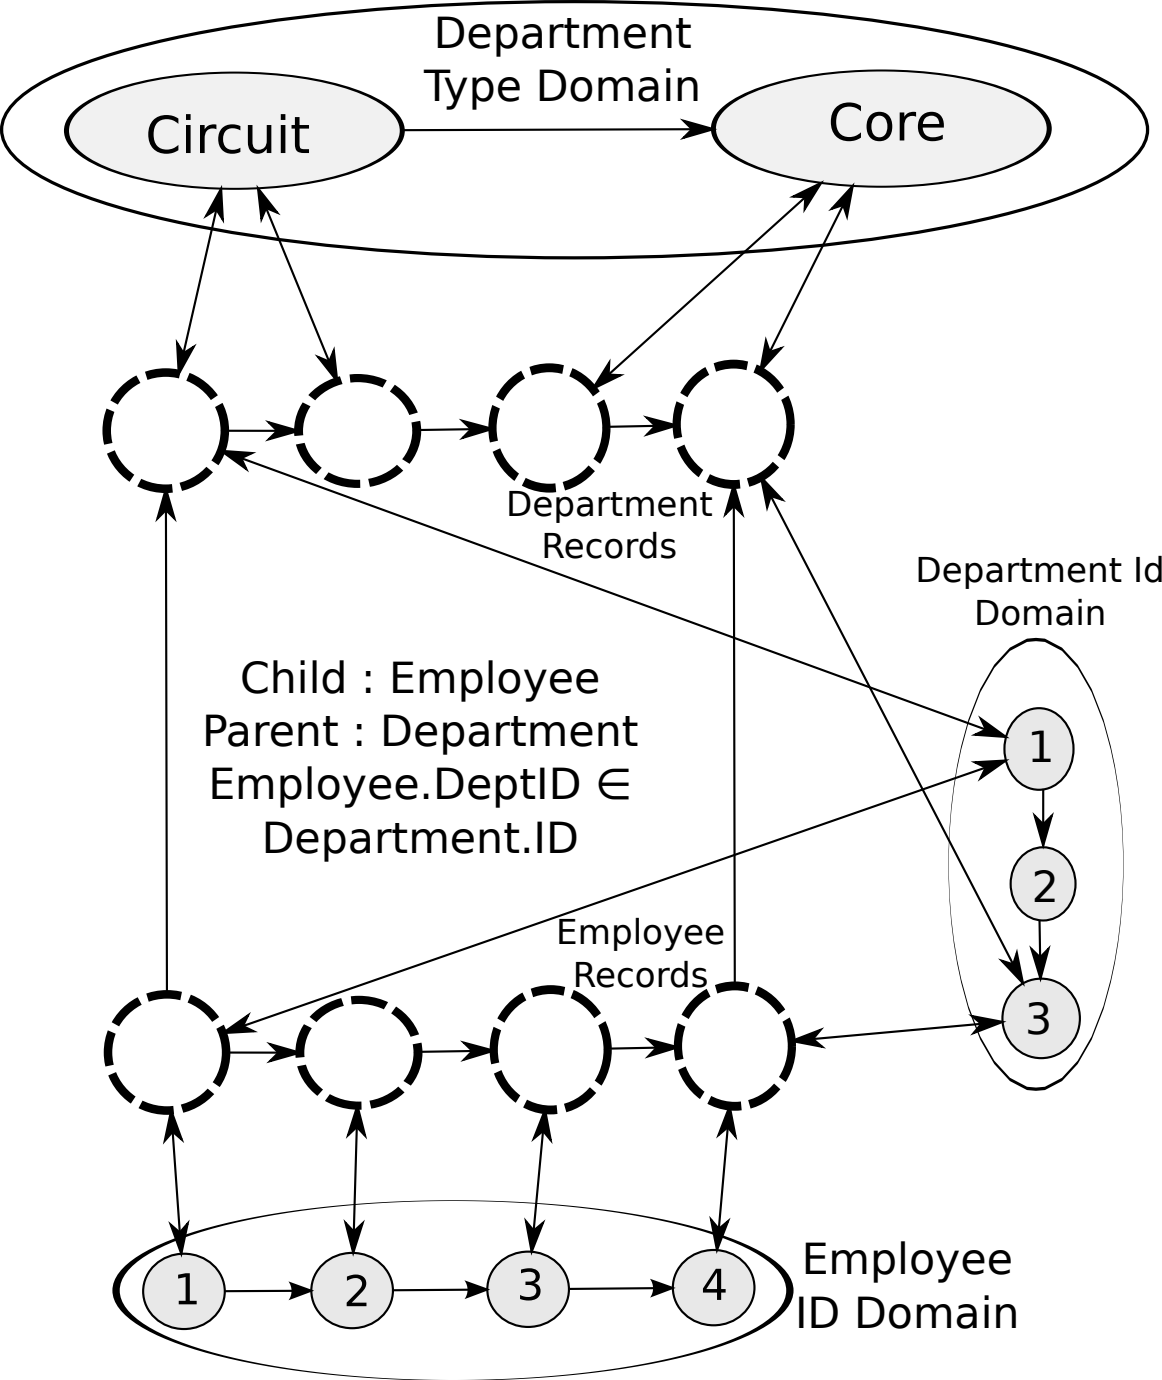 Department
Type Domain
Circuit
Core
Department
Records
Department Id
Domain
Child : Employee
Parent : Department
Employee.DeptID ∈
Department.ID
1
2
3
Employee
Records
1
2
3
4
Employee
ID Domain